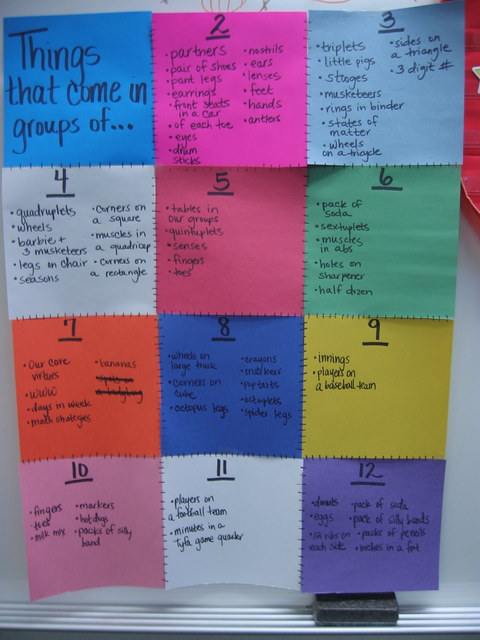 Things
that come in
groups of...
2
• partners
• pair of shoes
• pant legs
• earrings
• front seats
in a car
• of each toe
• eyes
• drum
sticks
• nostrils
• ears
• lenses
• feet
• hands
• antlers
3
• triplets
• little pigs
• stooges
• musketeers
• rings in binder
• states of
matter
• wheels
on a tricycle
• sides on
a triangle
• 3 digit #
4
• quadruplets
• wheels
• barbie +
3 musketeers
• legs on chair
• seasons
• corners on
a square
• muscles in
a quadricep
• corners on
a rectangle
5
• tables in
our groups
• quintuplets
• senses
• fingers
• toes
6
• pack of
soda
• sextuplets
• muscles
in abs
• holes on
sharpener
• half dozen
7
• Our core
virtues
• WWW
• days in week
• math strategies
• bananas
8
• wheels on
large truck
• corners on
cube
• octopus legs
• crayons
• markers
• poptarts
• octuplets
• spider legs
9
• innings
• players on
a baseball team
10
• fingers
• toes
• milk mix
• markers
• hotdogs
• packs of silly
band
11
• players on
a football team
• minutes in a
game quarter
12
• donuts
• eggs
ribs on
each side
• pack of soda
• pack of silly bands
• packs of pencils
• inches in a foot